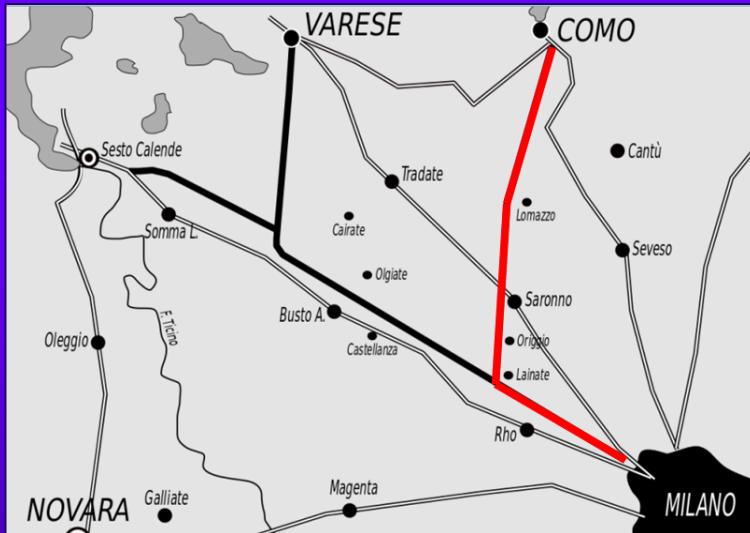 VARESE
COMO
Sesto Calende
Cantù
Tradate
Somma L.
Cairate
Lomazzo
Seveso
Olgiate
Saronno
Busto A.
F. Ticino
Oleggio
Castellanza
Origgio
Lainate
Rho
Galliate
Magenta
NOVARA
MILANO